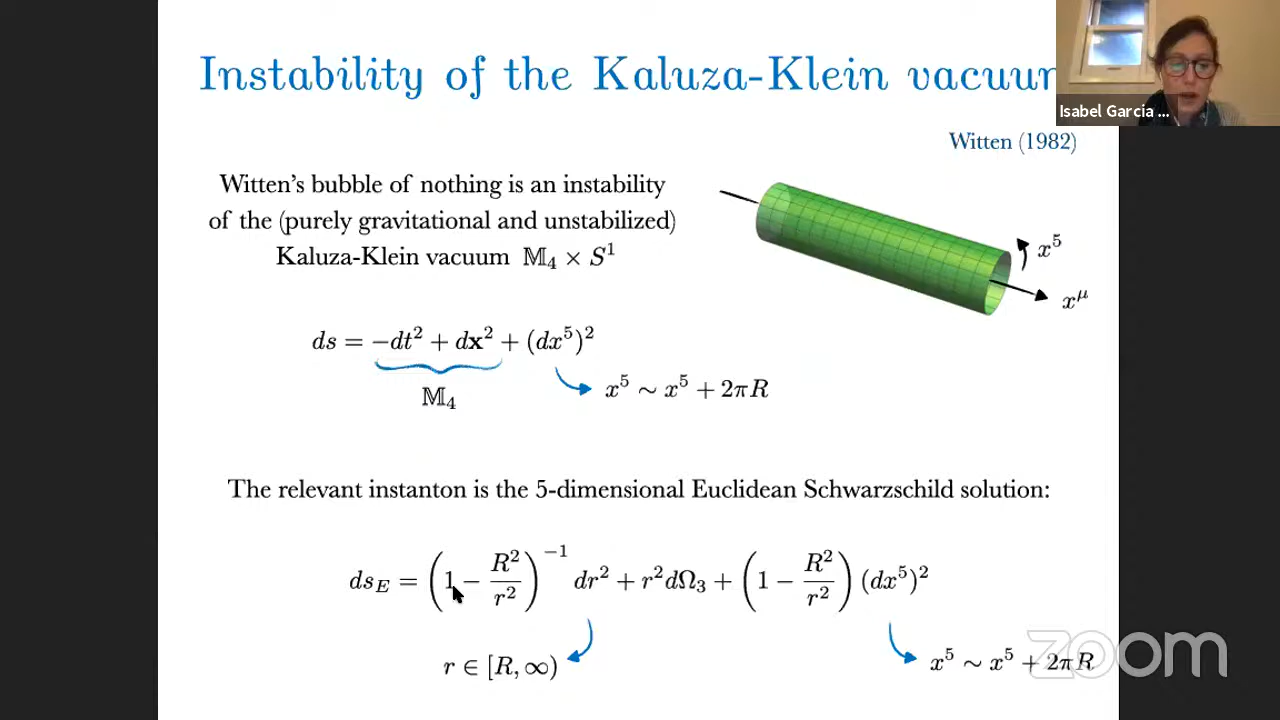 Instability of the Kaluza-Klein vacuum
Isabel Garcia ...
Witten (1982)
Witten's bubble of nothing is an instability
of the (purely gravitational and unstabilized)
Kaluza-Klein vacuum 𝕄₄ × S¹
x⁵
x^μ
ds = −dt² + d𝐱² + (dx⁵)²
𝕄₄
x⁵ ∼ x⁵ + 2πR
The relevant instanton is the 5-dimensional Euclidean Schwarzschild solution:
ds_E = (1 − R²/r²)⁻¹ dr² + r²dΩ₃ + (1 − R²/r²) (dx⁵)²
r ∈ [R, ∞)
x⁵ ∼ x⁵ + 2πR
zoom